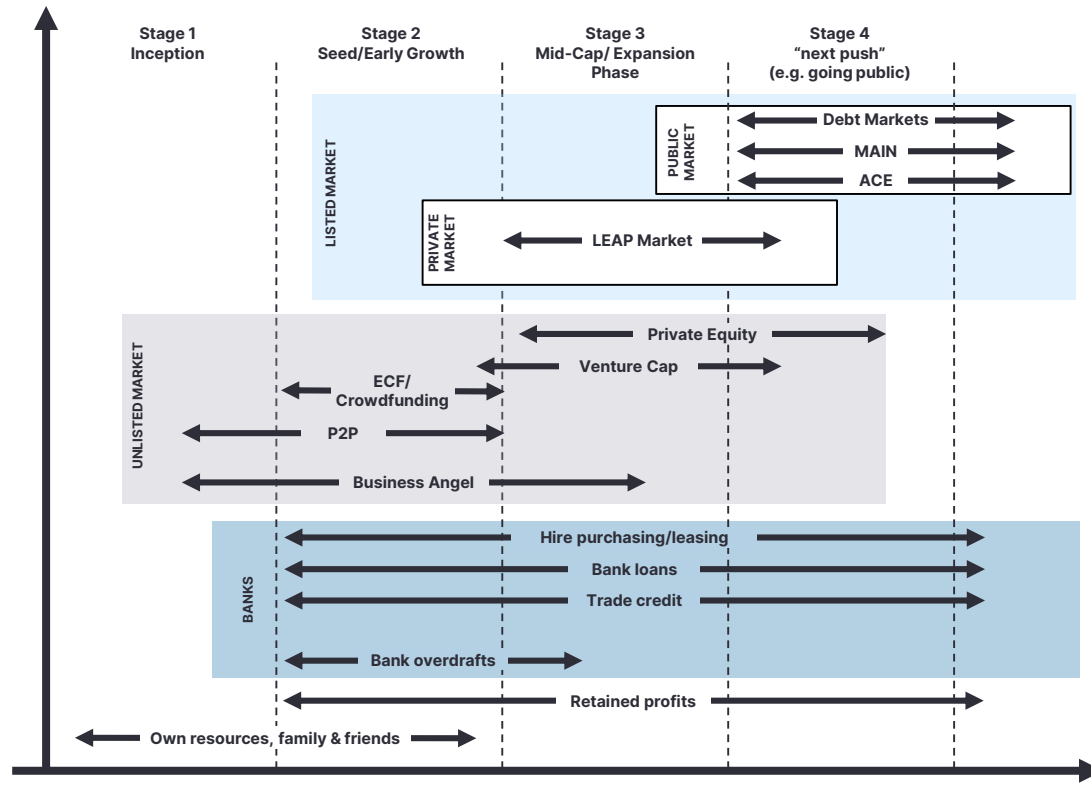 Stage 1
Inception
Stage 2
Seed/Early Growth
Stage 3
Mid-Cap/ Expansion
Phase
Stage 4
“next push”
(e.g. going public)
LISTED MARKET
PUBLIC
MARKET
Debt Markets
MAIN
ACE
PRIVATE
MARKET
LEAP Market
UNLISTED MARKET
Private Equity
Venture Cap
ECF/
Crowdfunding
P2P
Business Angel
BANKS
Hire purchasing/leasing
Bank loans
Trade credit
Bank overdrafts
Retained profits
Own resources, family & friends